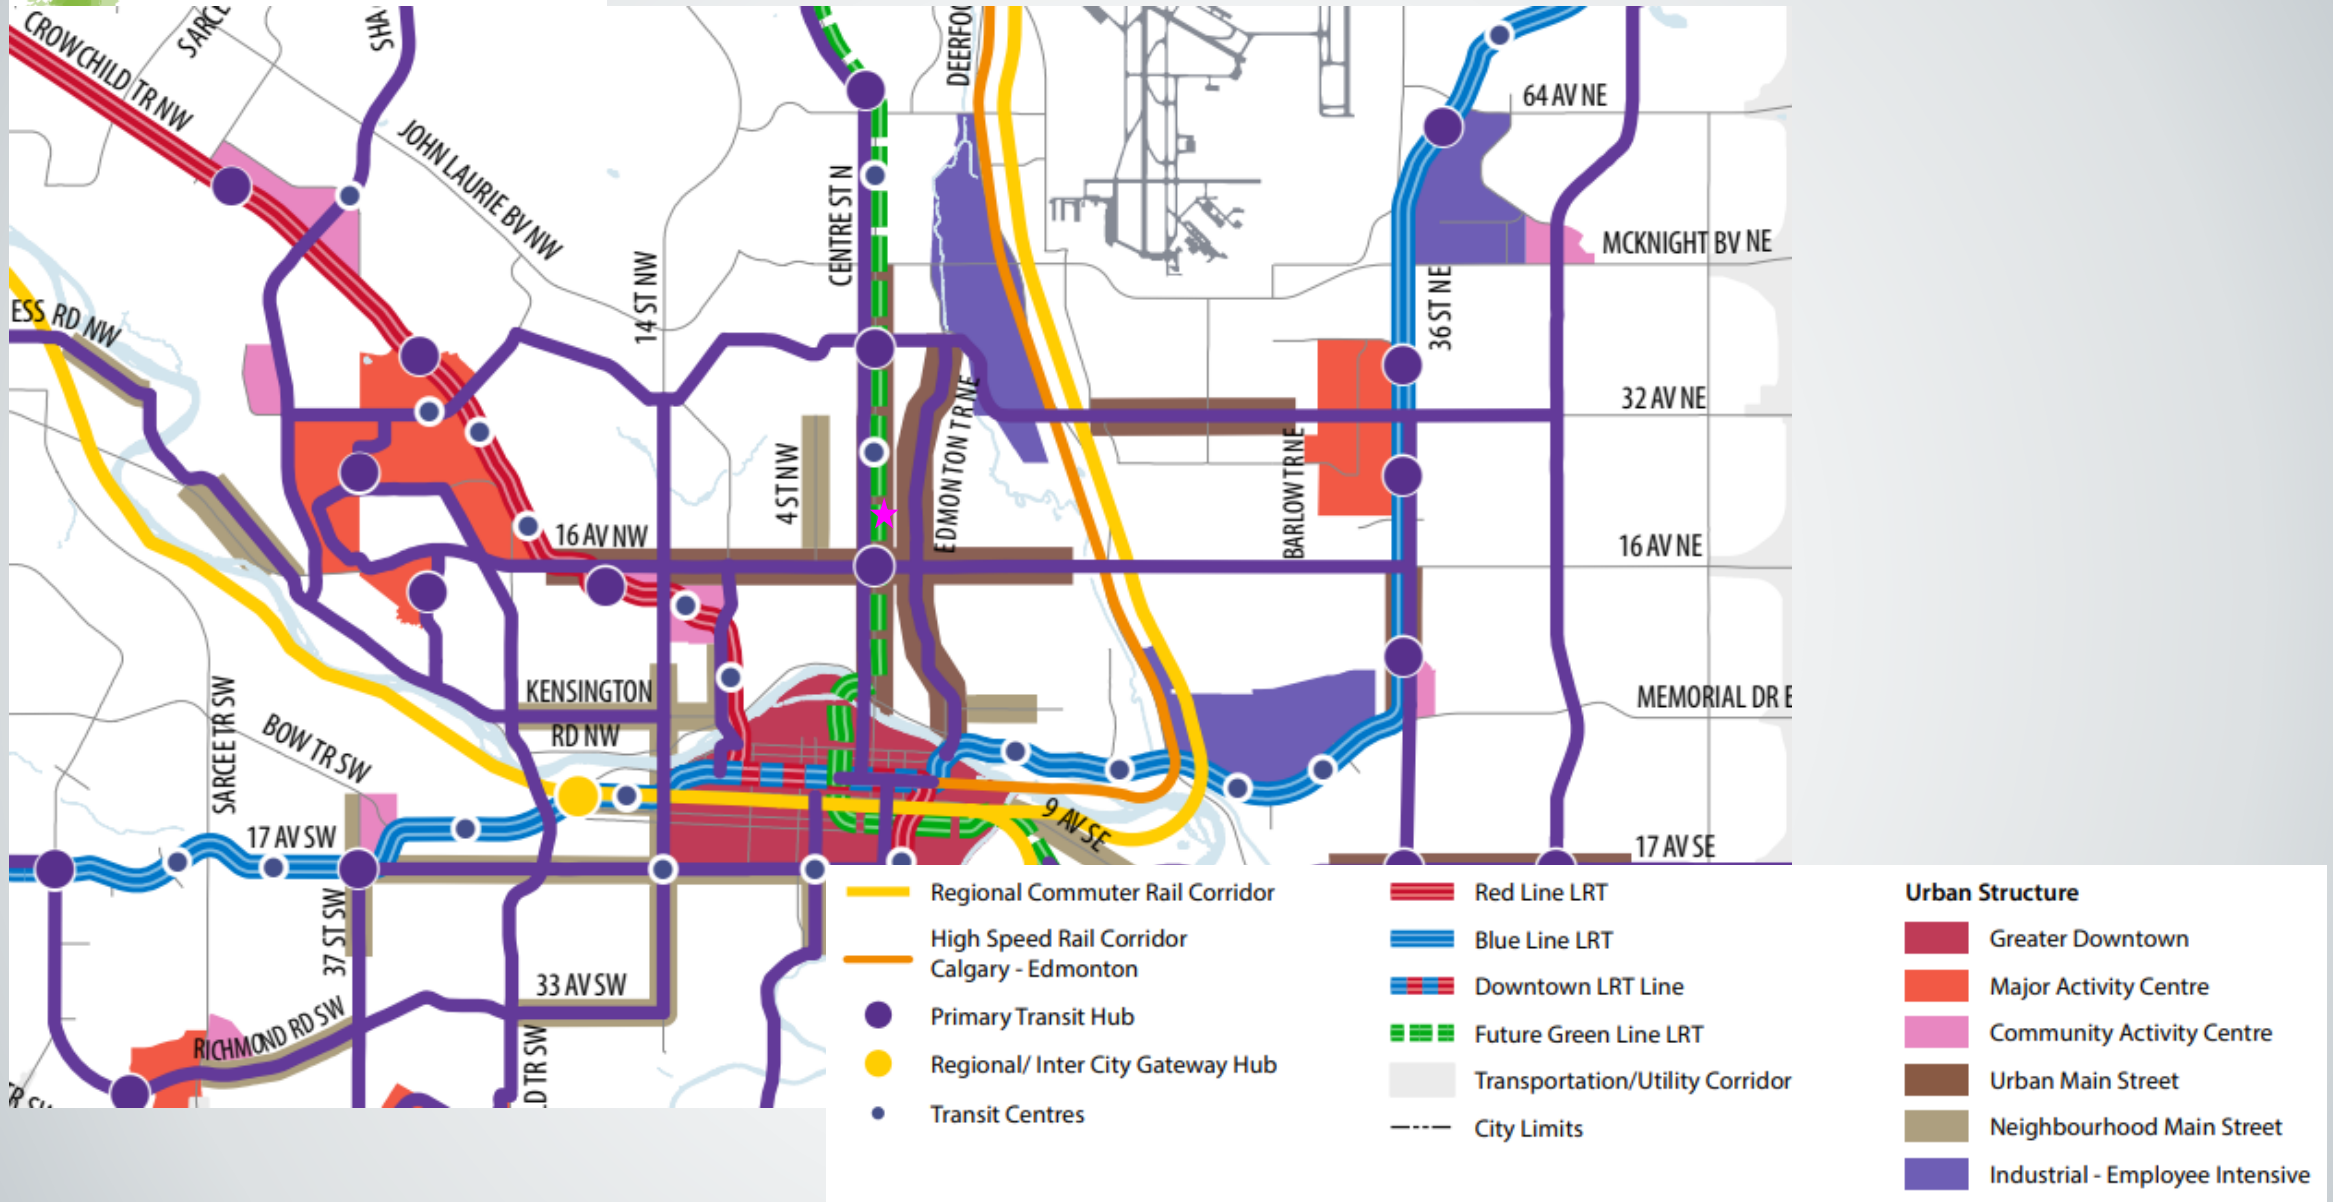 CROWCHILD TR NW
SARCE
SHA
DEERFOO
64 AV NE
JOHN LAURIE BV NW
CENTRE ST N
MCKNIGHT BV NE
14 ST NW
36 ST NE
ESS RD NW
32 AV NE
4 ST NW
EDMONTON TR NE
BARLOW TR NE
16 AV NW
16 AV NE
KENSINGTON
RD NW
SARCEE TR SW
BOW TR SW
MEMORIAL DR E
9 AV SE
17 AV SW
17 AV SE
37 ST SW
33 AV SW
RICHMOND RD SW
LD TR SW
Regional Commuter Rail Corridor
High Speed Rail Corridor
Calgary - Edmonton
Primary Transit Hub
Regional/ Inter City Gateway Hub
Transit Centres
Red Line LRT
Blue Line LRT
Downtown LRT Line
Future Green Line LRT
Transportation/Utility Corridor
City Limits
Urban Structure
Greater Downtown
Major Activity Centre
Community Activity Centre
Urban Main Street
Neighbourhood Main Street
Industrial - Employee Intensive